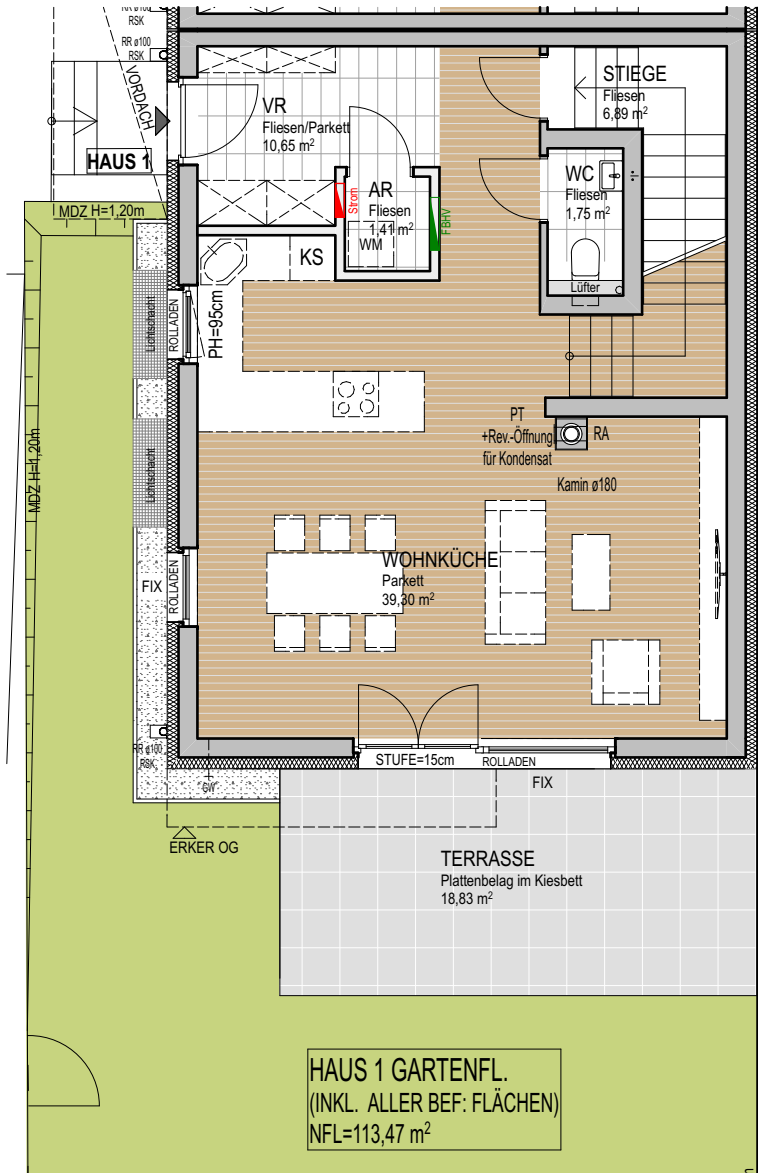 RSK
RR ø100
RSK
VORDACH
HAUS 1
MDZ H=1,20m
VR
Fliesen/Parkett
10,65 m²
STIEGE
Fliesen
6,89 m²
AR
Fliesen
1,41 m²
WM
Strom
FBHV
WC
Fliesen
1,75 m²
Lüfter
KS
PH=95cm
ROLLADEN
Lichtschacht
Lichtschacht
MDZ H=1,20m
PT
+Rev.-Öffnung
für Kondensat
RA
Kamin ø180
WOHNKÜCHE
Parkett
39,30 m²
FIX
ROLLADEN
RR ø100
RSK
GW
STUFE=15cm
ROLLADEN
FIX
ERKER OG
TERRASSE
Plattenbelag im Kiesbett
18,83 m²
HAUS 1 GARTENFL.
(INKL. ALLER BEF: FLÄCHEN)
NFL=113,47 m²